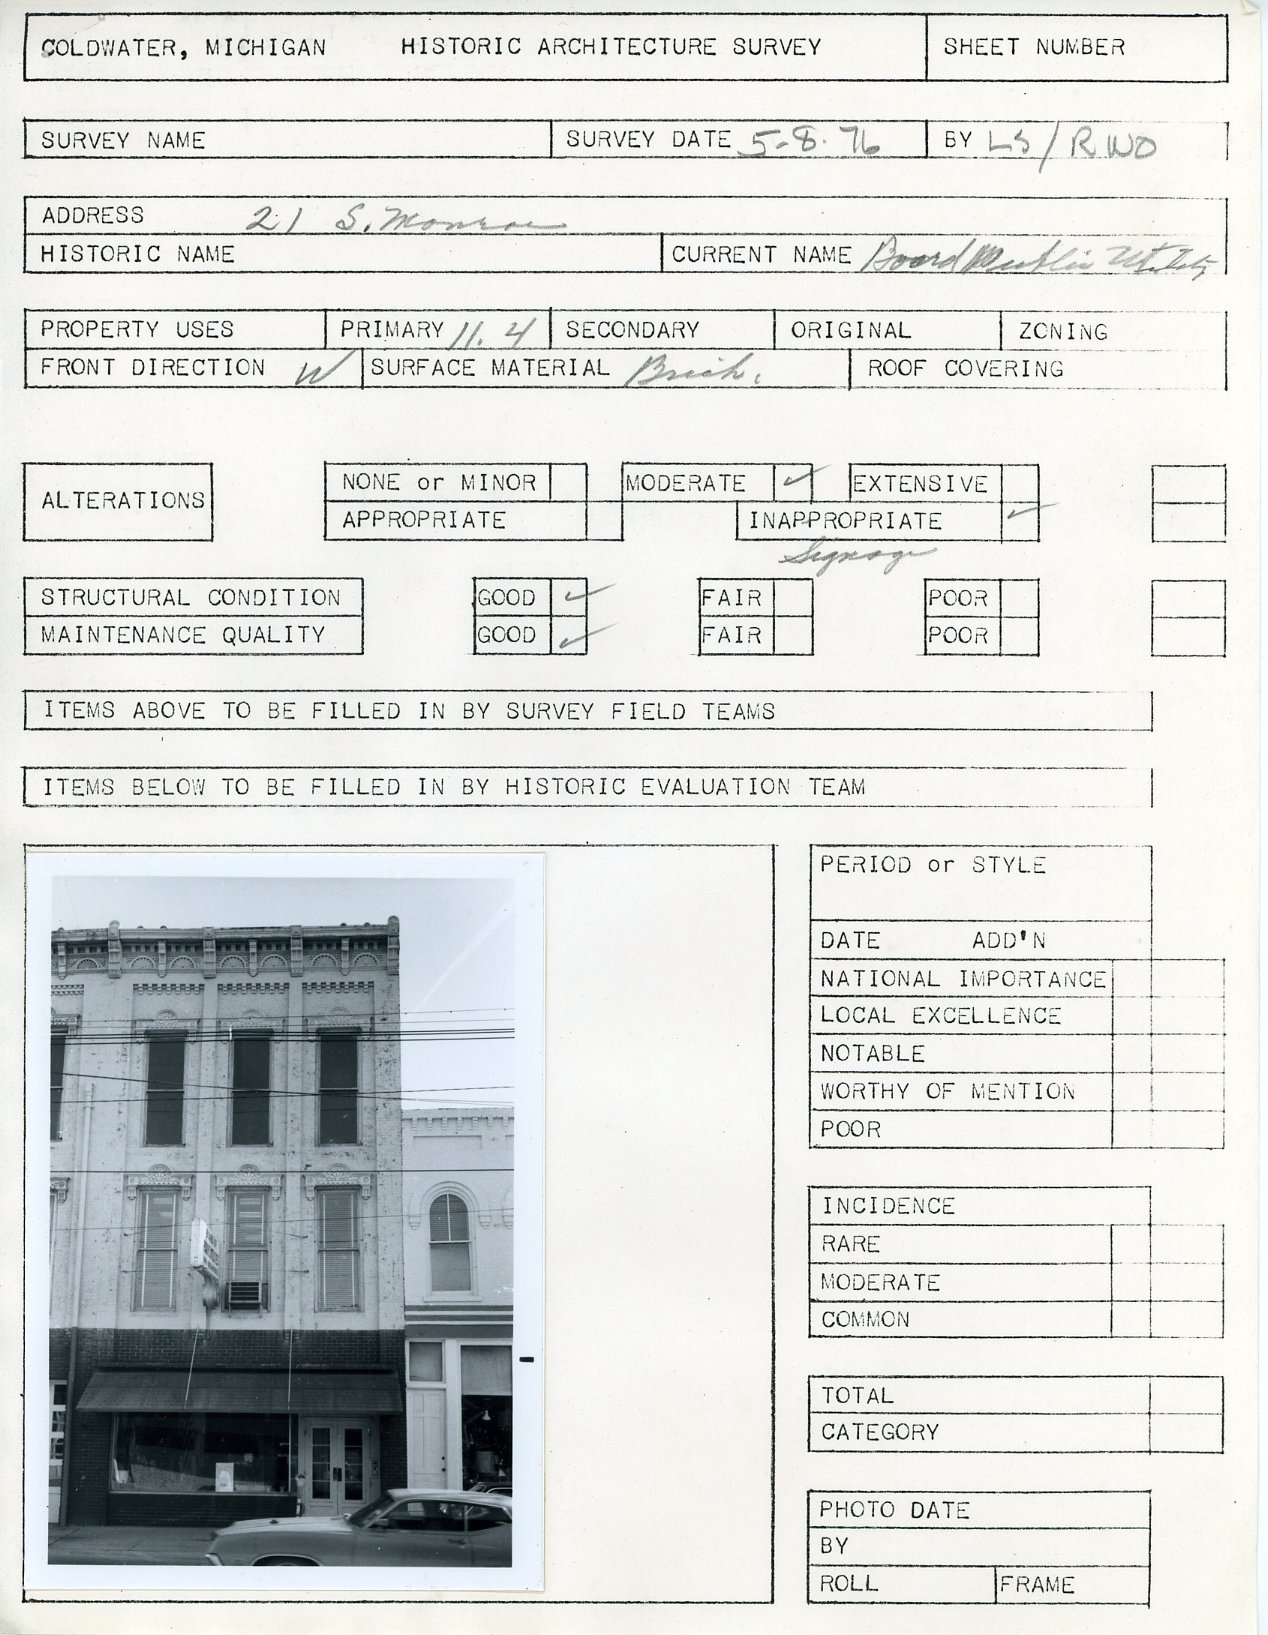 COLDWATER, MICHIGAN HISTORIC ARCHITECTURE SURVEY SHEET NUMBER
SURVEY NAME SURVEY DATE 5-8-76 BY LS/RWO
ADDRESS 21 S. Monroe
HISTORIC NAME CURRENT NAME Board Public Utility
PROPERTY USES PRIMARY 11.4 SECONDARY ORIGINAL ZONING
FRONT DIRECTION W SURFACE MATERIAL Brick. ROOF COVERING
ALTERATIONS NONE or MINOR MODERATE ✓ EXTENSIVE
APPROPRIATE INAPPROPRIATE ✓
Signage
STRUCTURAL CONDITION GOOD ✓ FAIR POOR
MAINTENANCE QUALITY GOOD ✓ FAIR POOR
ITEMS ABOVE TO BE FILLED IN BY SURVEY FIELD TEAMS
ITEMS BELOW TO BE FILLED IN BY HISTORIC EVALUATION TEAM
PERIOD or STYLE
DATE ADD'N
NATIONAL IMPORTANCE
LOCAL EXCELLENCE
NOTABLE
WORTHY OF MENTION
POOR
INCIDENCE
RARE
MODERATE
COMMON
TOTAL
CATEGORY
PHOTO DATE
BY
ROLL FRAME